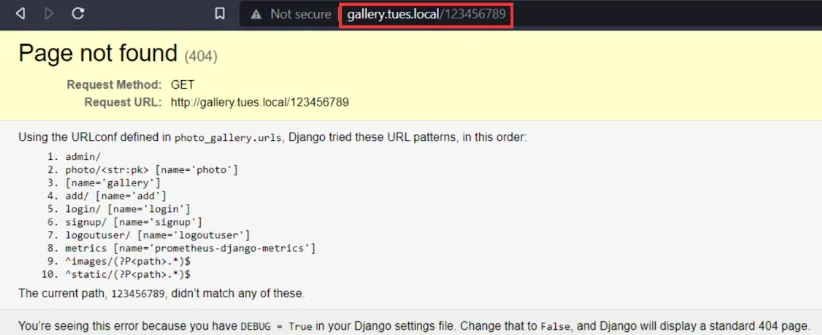 Not secure gallery.tues.local/123456789
Page not found (404)
Request Method: GET
Request URL: http://gallery.tues.local/123456789
Using the URLconf defined in photo_gallery.urls, Django tried these URL patterns, in this order:
1. admin/
2. photo/<str:pk> [name='photo']
3. [name='gallery']
4. add/ [name='add']
5. login/ [name='login']
6. signup/ [name='signup']
7. logoutuser/ [name='logoutuser']
8. metrics [name='prometheus-django-metrics']
9. ^images/(?P<path>.*)$
10. ^static/(?P<path>.*)$
The current path, 123456789, didn't match any of these.
You're seeing this error because you have DEBUG = True in your Django settings file. Change that to False, and Django will display a standard 404 page.